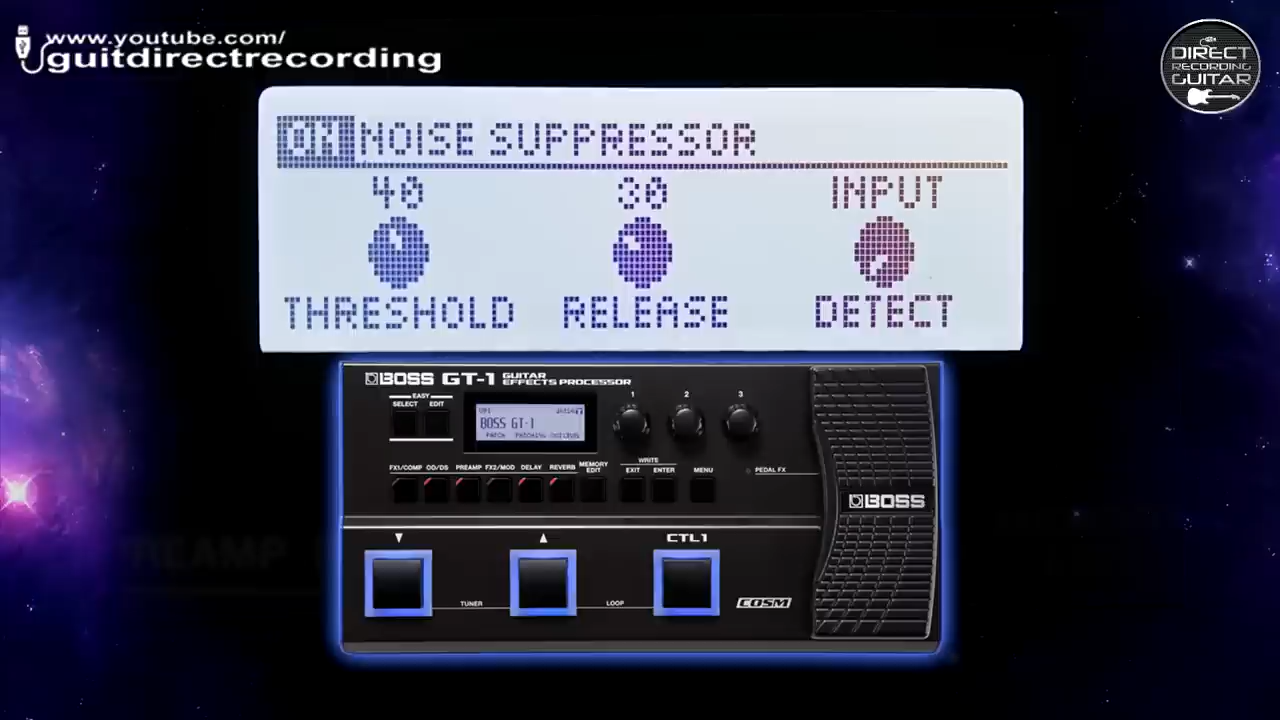 www.youtube.com/
guitdirectrecording
DIRECT
RECORDING
GUITAR
NOISE SUPPRESSOR
40 30 INPUT
THRESHOLD RELEASE DETECT
BOSS GT-1 GUITAR EFFECTS PROCESSOR
EASY
SELECT EDIT
1 2 3
BOSS GT-1
FX1/COMP OD/DS PREAMP FX2/MOD DELAY REVERB MEMORY EDIT
WRITE
EXIT ENTER MENU
PEDAL FX
BOSS
▼ ▲ CTL1
TUNER LOOP
COSM